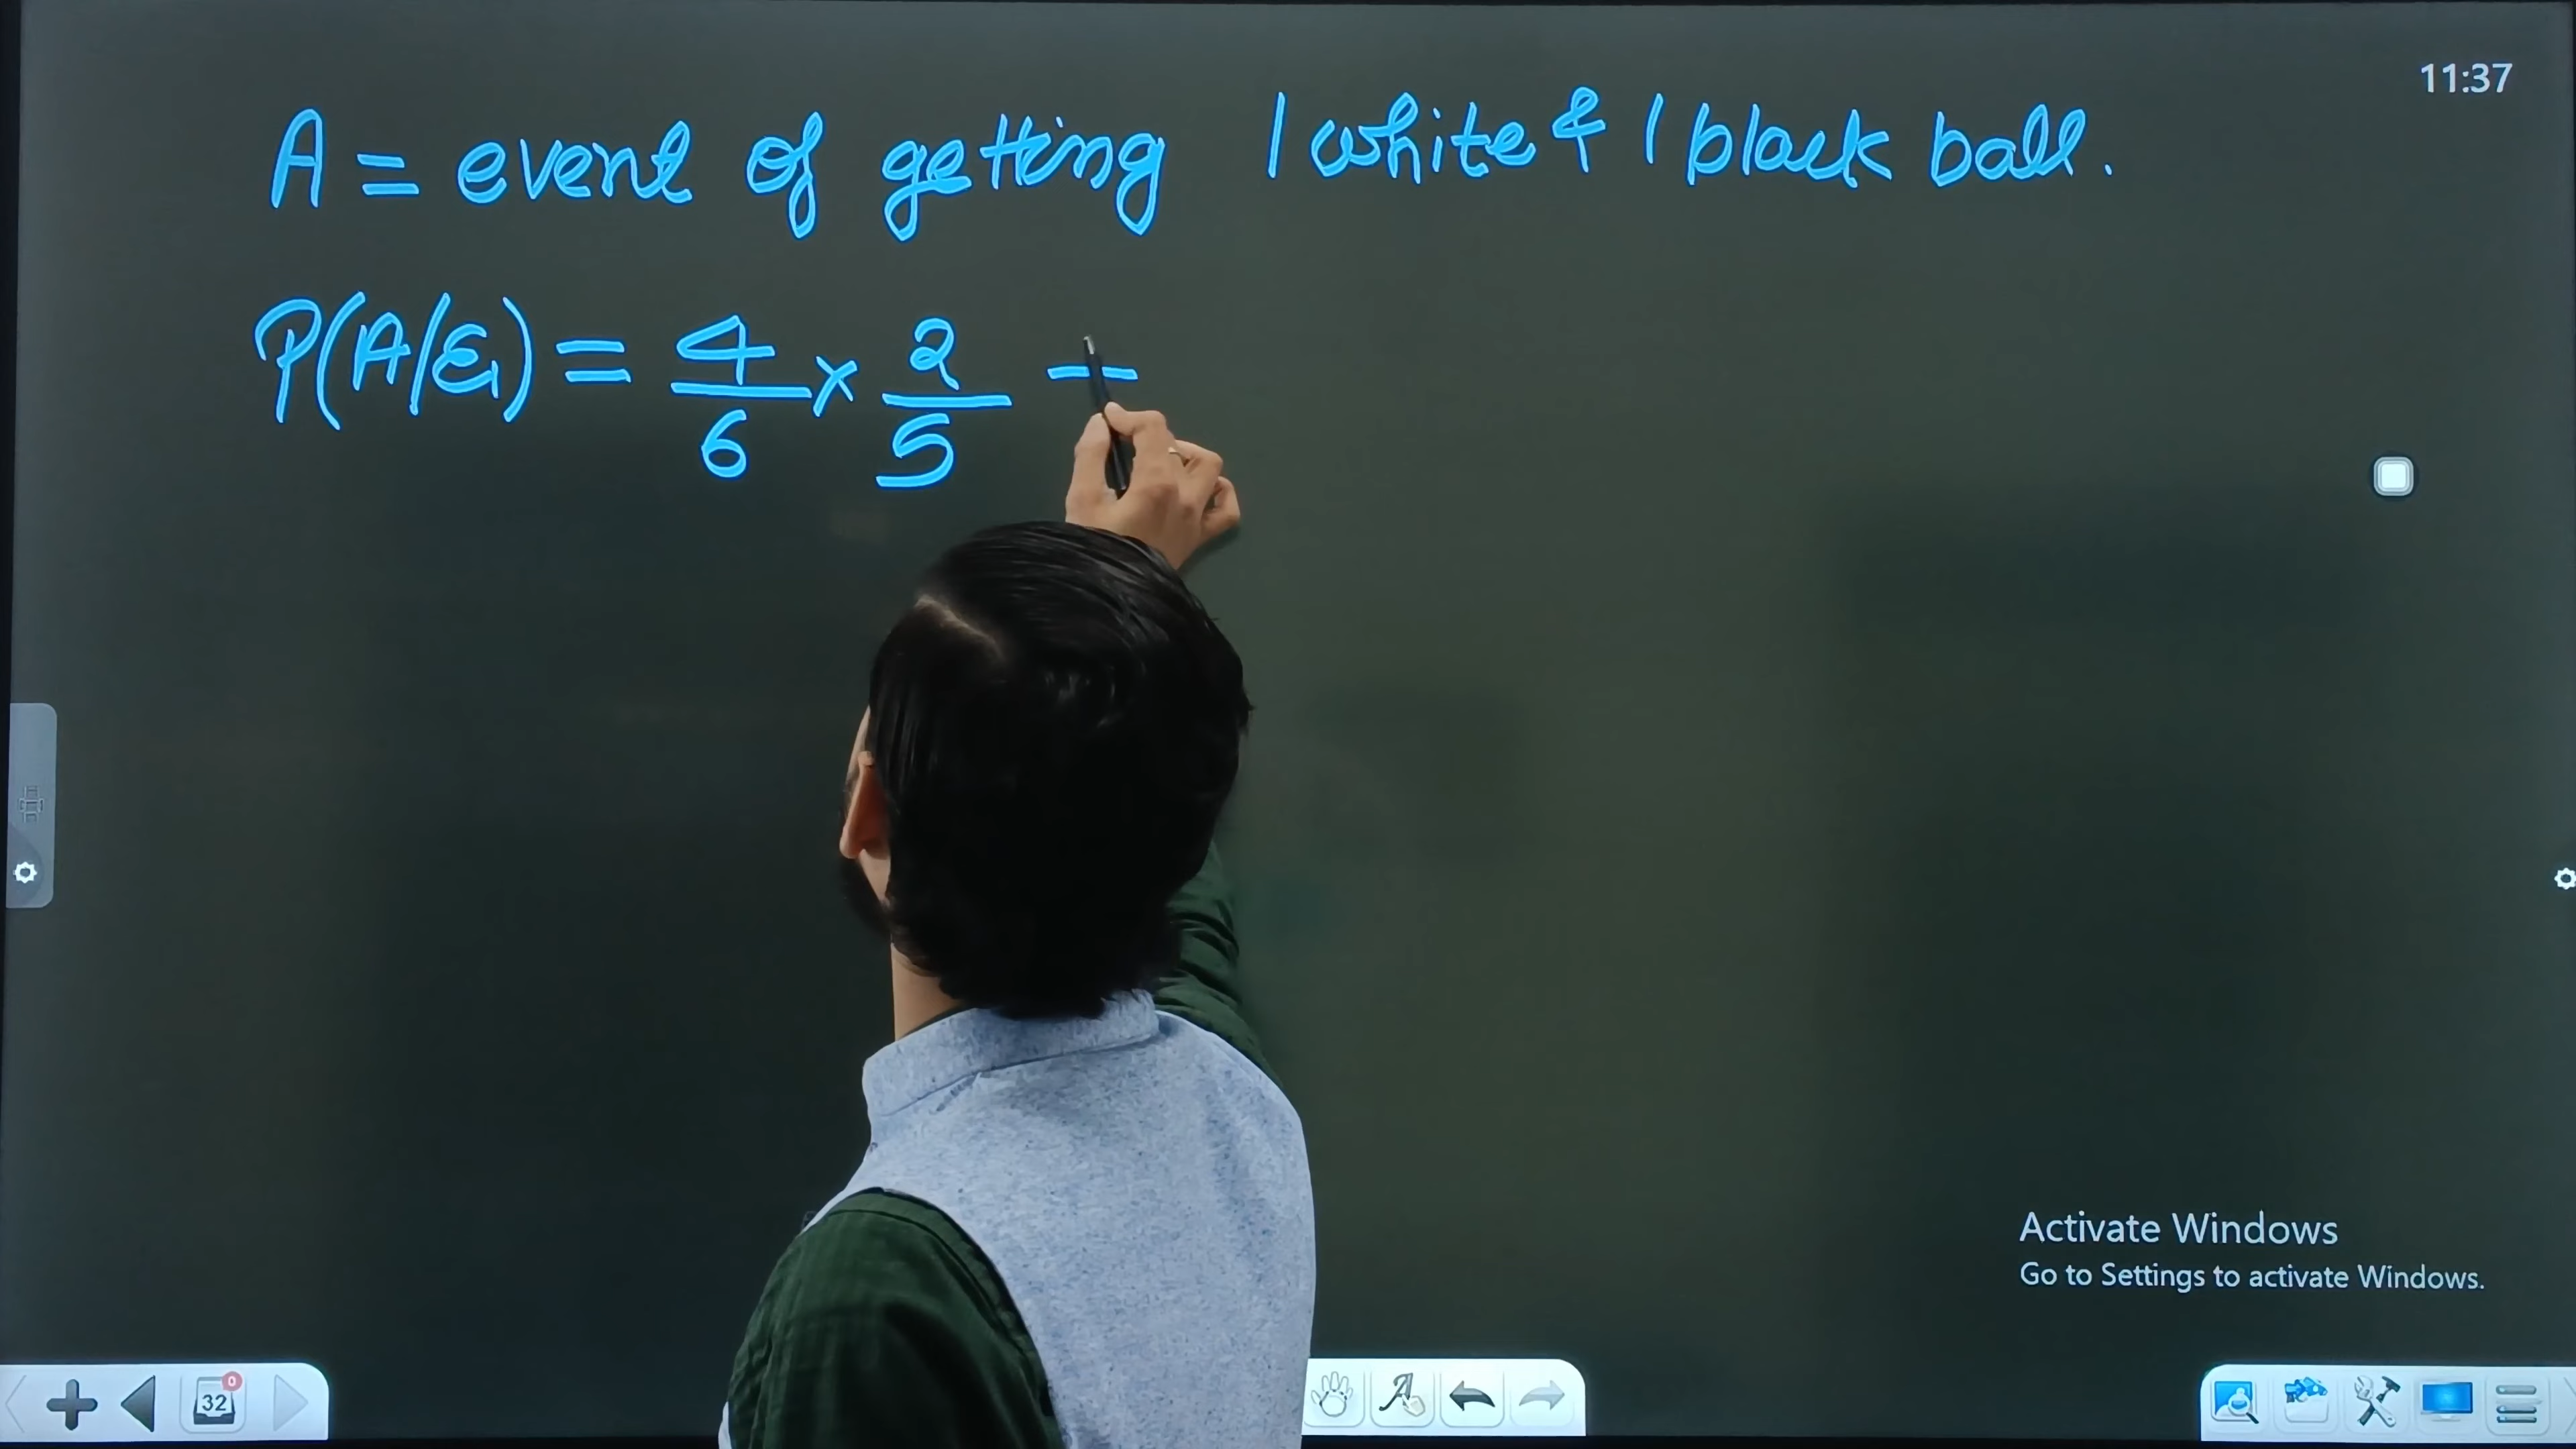 11:37
A = event of getting 1 white & 1 black ball.
P(A/E₁) = 4/6 × 2/5 +
Activate Windows
Go to Settings to activate Windows.
32
0